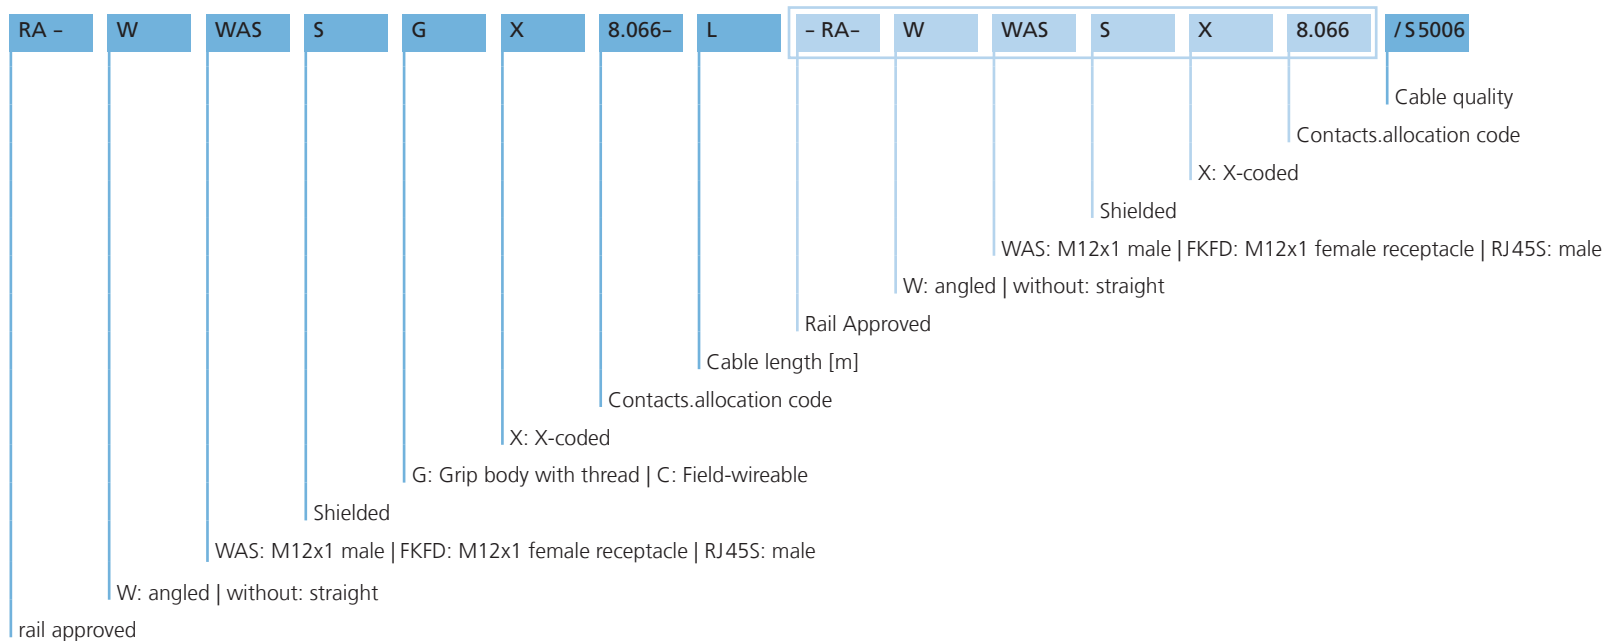 RA – W WAS S G X 8.066– L – RA– W WAS S X 8.066 /S5006
Cable quality
Contacts.allocation code
X: X-coded
Shielded
WAS: M12x1 male | FKFD: M12x1 female receptacle | RJ45S: male
W: angled | without: straight
Rail Approved
Cable length [m]
Contacts.allocation code
X: X-coded
G: Grip body with thread | C: Field-wireable
Shielded
WAS: M12x1 male | FKFD: M12x1 female receptacle | RJ45S: male
W: angled | without: straight
rail approved